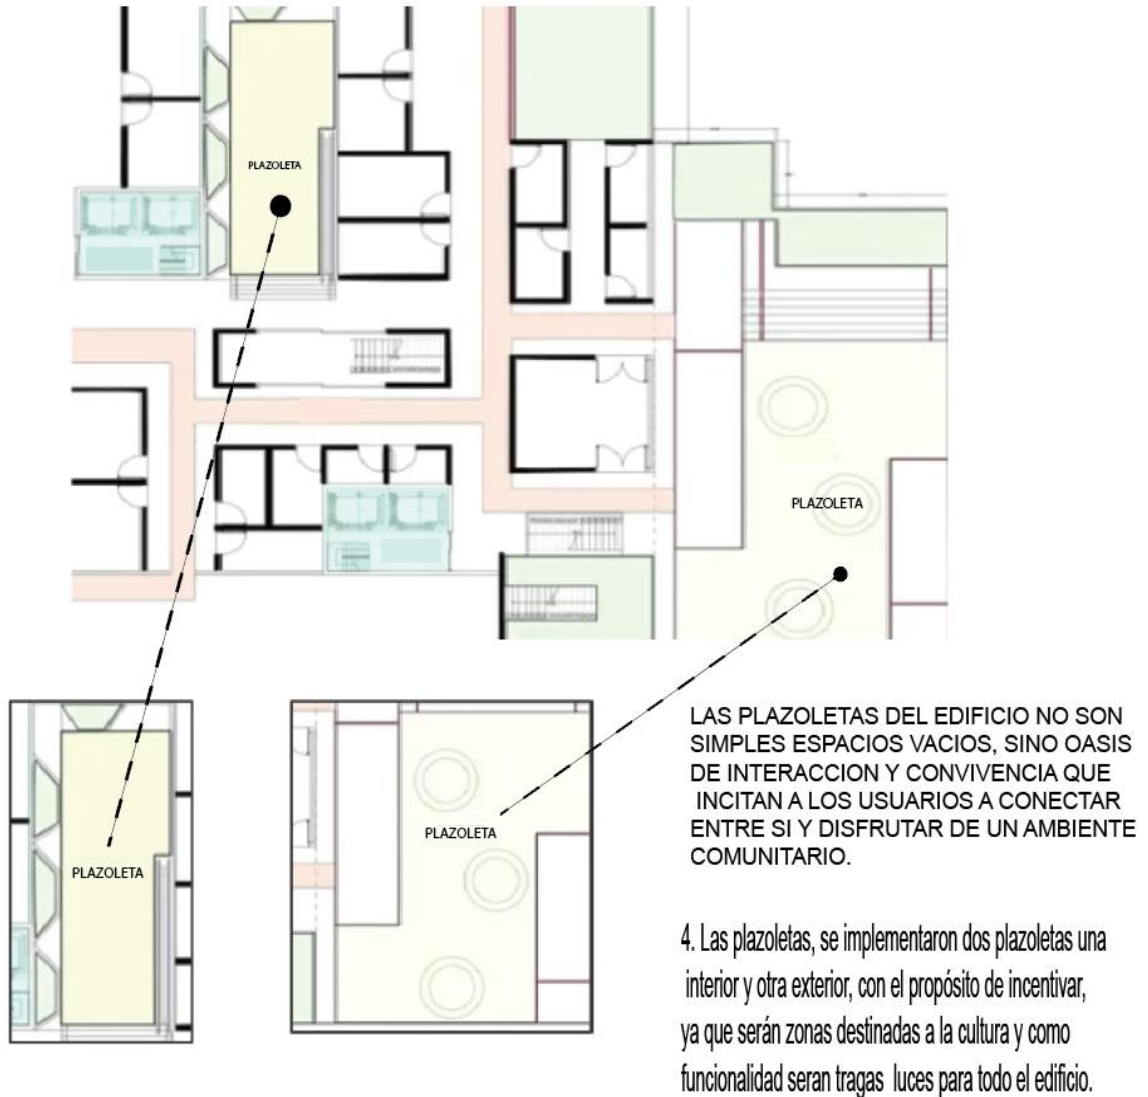 PLAZOLETA
PLAZOLETA
PLAZOLETA
PLAZOLETA
LAS PLAZOLETAS DEL EDIFICIO NO SON
SIMPLES ESPACIOS VACIOS, SINO OASIS
DE INTERACCION Y CONVIVENCIA QUE
INCITAN A LOS USUARIOS A CONECTAR
ENTRE SI Y DISFRUTAR DE UN AMBIENTE
COMUNITARIO.
4. Las plazoletas, se implementaron dos plazoletas una
interior y otra exterior, con el propósito de incentivar,
ya que serán zonas destinadas a la cultura y como
funcionalidad seran tragas luces para todo el edificio.